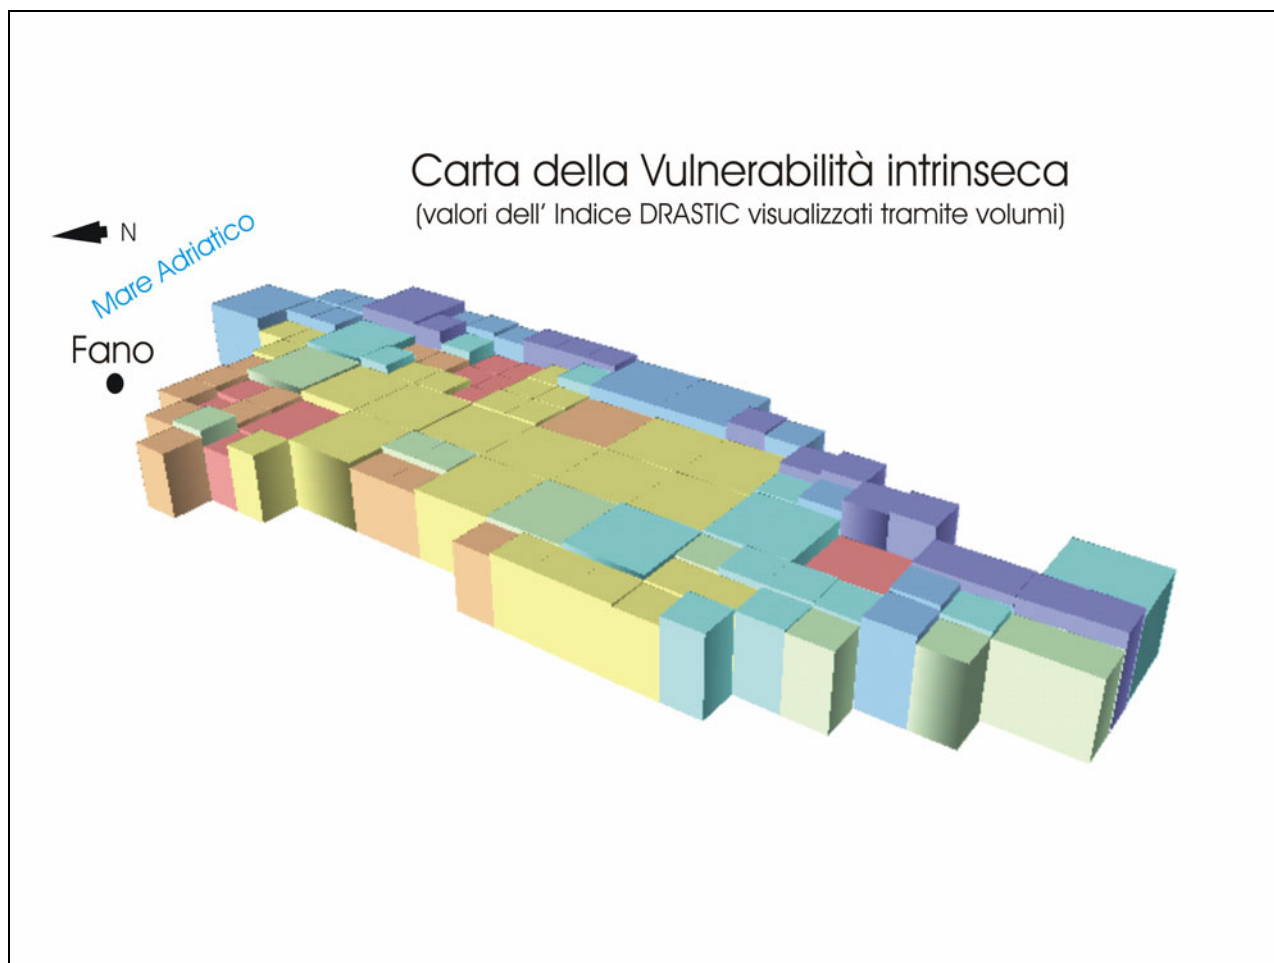 Carta della Vulnerabilità intrinseca
(valori dell' Indice DRASTIC visualizzati tramite volumi)
N
Mare Adriatico
Fano